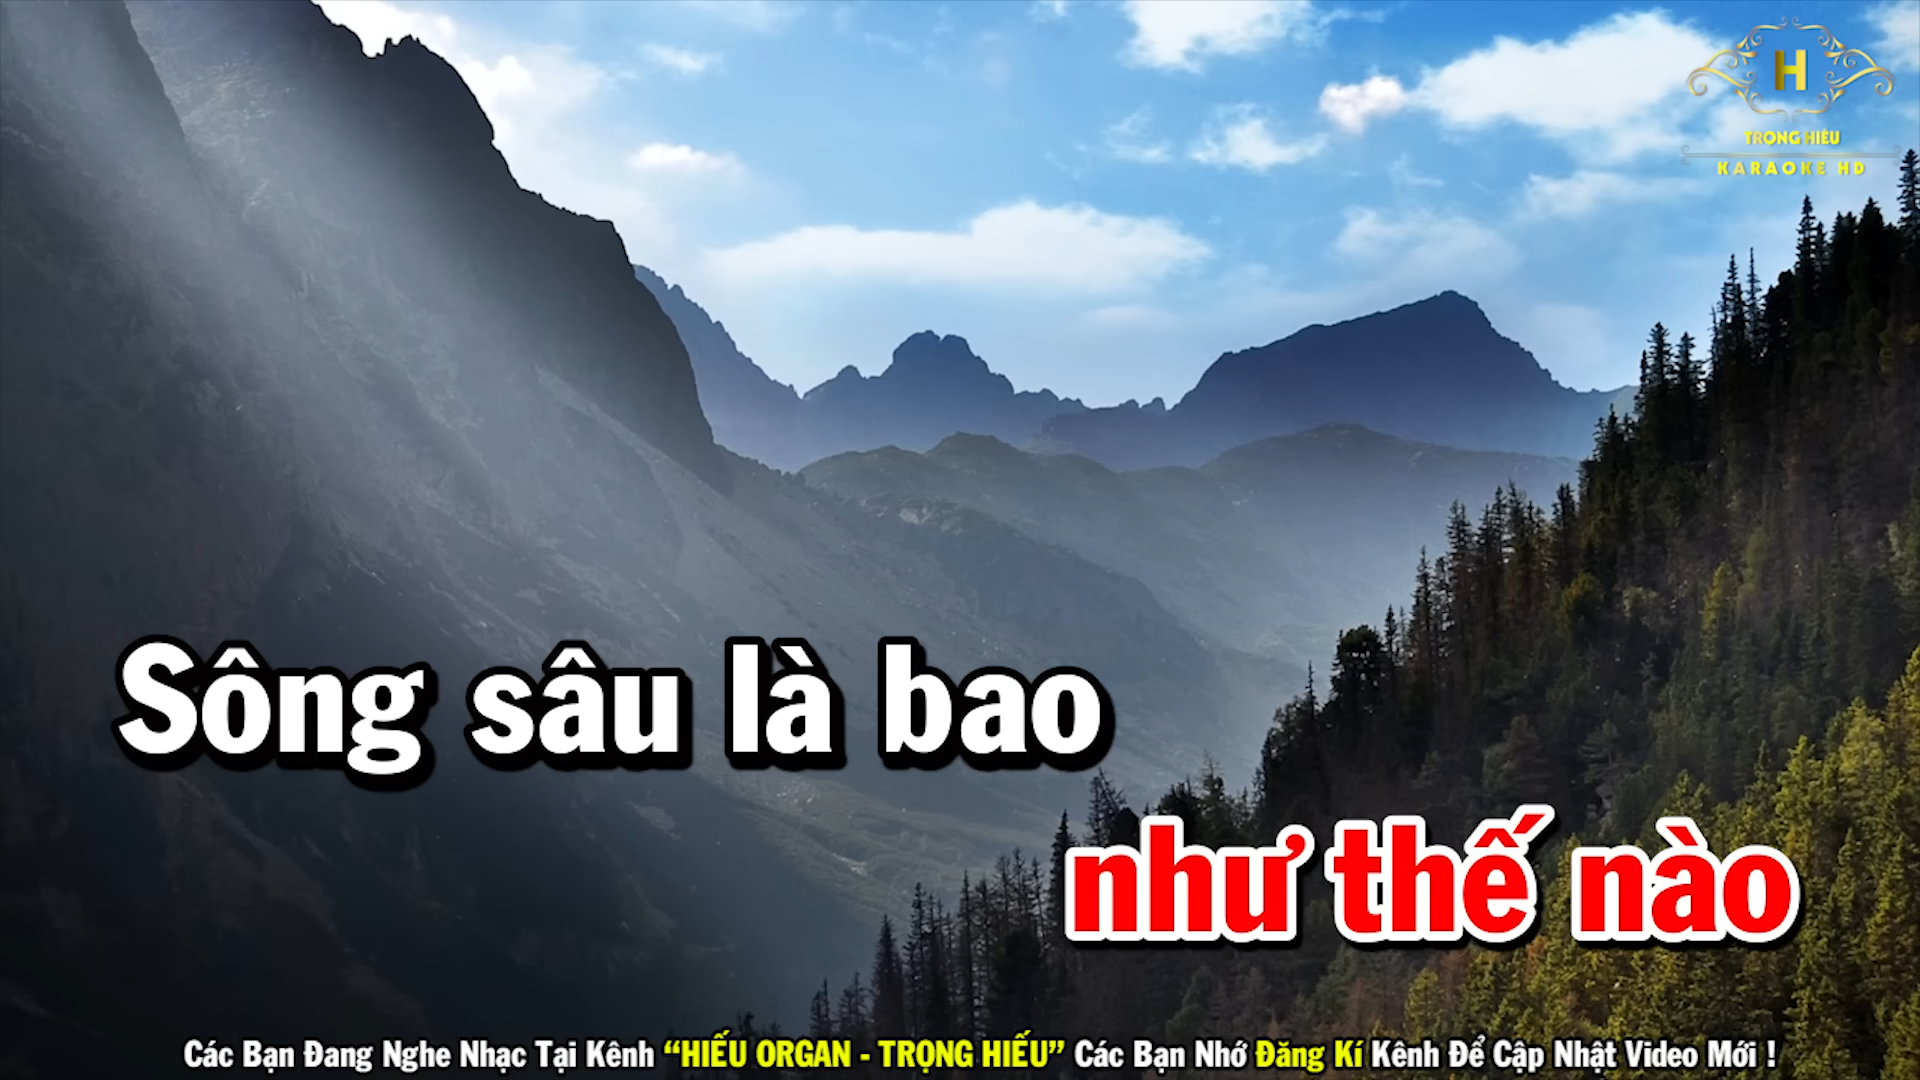 H
TRỌNG HIẾU
KARAOKE HD
Sông sâu là bao
như thế nào
Các Bạn Đang Nghe Nhạc Tại Kênh “HIẾU ORGAN - TRỌNG HIẾU” Các Bạn Nhớ Đăng Kí Kênh Để Cập Nhật Video Mới !